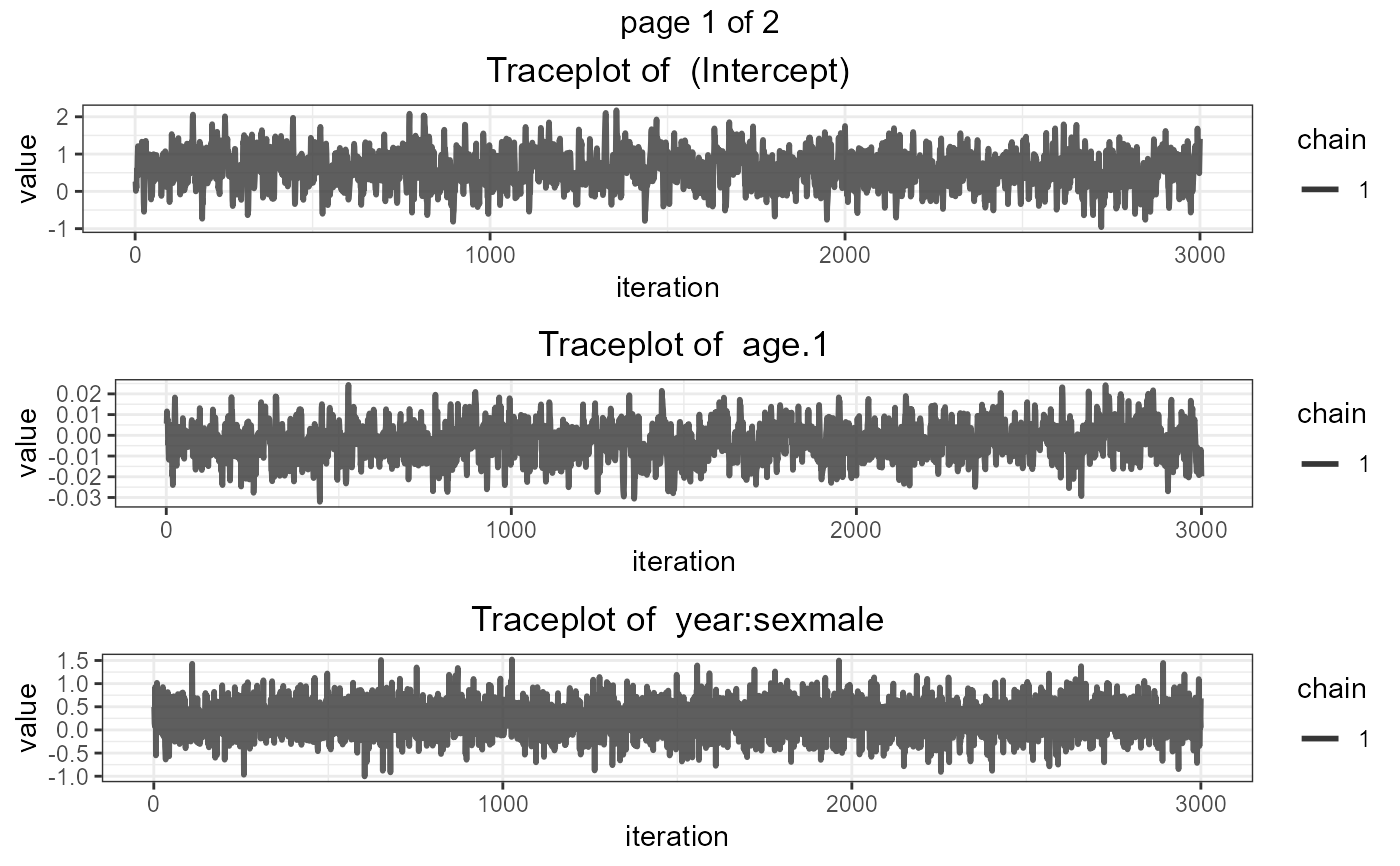 page 1 of 2
Traceplot of (Intercept)
value
2
1
0
-1
0 1000 2000 3000
iteration
chain
1
Traceplot of age.1
value
0.02
0.01
0.00
-0.01
-0.02
-0.03
0 1000 2000 3000
iteration
chain
1
Traceplot of year:sexmale
value
1.5
1.0
0.5
0.0
-0.5
-1.0
0 1000 2000 3000
iteration
chain
1